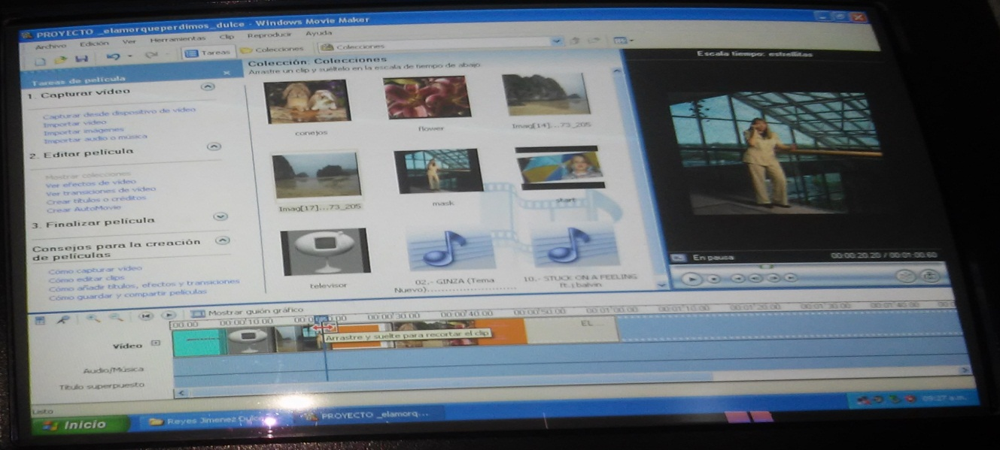 PROYECTO _elamorqueperdimos_dulce - Windows Movie Maker
Archivo Edición Ver Herramientas Clip Reproducir Ayuda
Tareas Colecciones Colecciones
Tareas de película
1. Capturar vídeo
Capturar desde dispositivo de vídeo
Importar vídeo
Importar imágenes
Importar audio o música
2. Editar película
Mostrar colecciones
Ver efectos de vídeo
Ver transiciones de vídeo
Crear títulos o créditos
Crear AutoMovie
3. Finalizar película
Consejos para la creación
de películas
Cómo capturar vídeo
Cómo editar clips
Cómo añadir títulos, efectos y transiciones
Cómo guardar y compartir películas
Colección: Colecciones
Arrastre un clip y suéltelo en la escala de tiempo de abajo.
conejos
flower
Imag[14]...73_205
Imag[17]...73_205
mask
start
televisor
02.- GINZA (Tema
Nuevo)........................
10.- STUCK ON A FEELING
ft. j balvin
Escala tiempo: estrellitas
En pausa
00:00:20.20 / 00:01:00.60
Mostrar guión gráfico
00:00 00:00:10.00 00:00:30.00 00:00:40.00 00:00:50.00 00:01:00.00 00:01:10.00 00:01:20.00 00:01:30.00 00:01:40.00
Vídeo
EL...
Arrastre y suelte para recortar el clip
Audio/Música
Título superpuesto
Listo
Inicio
Reyes Jimenez Dulc
PROYECTO _elamorq...
09:27 a.m.